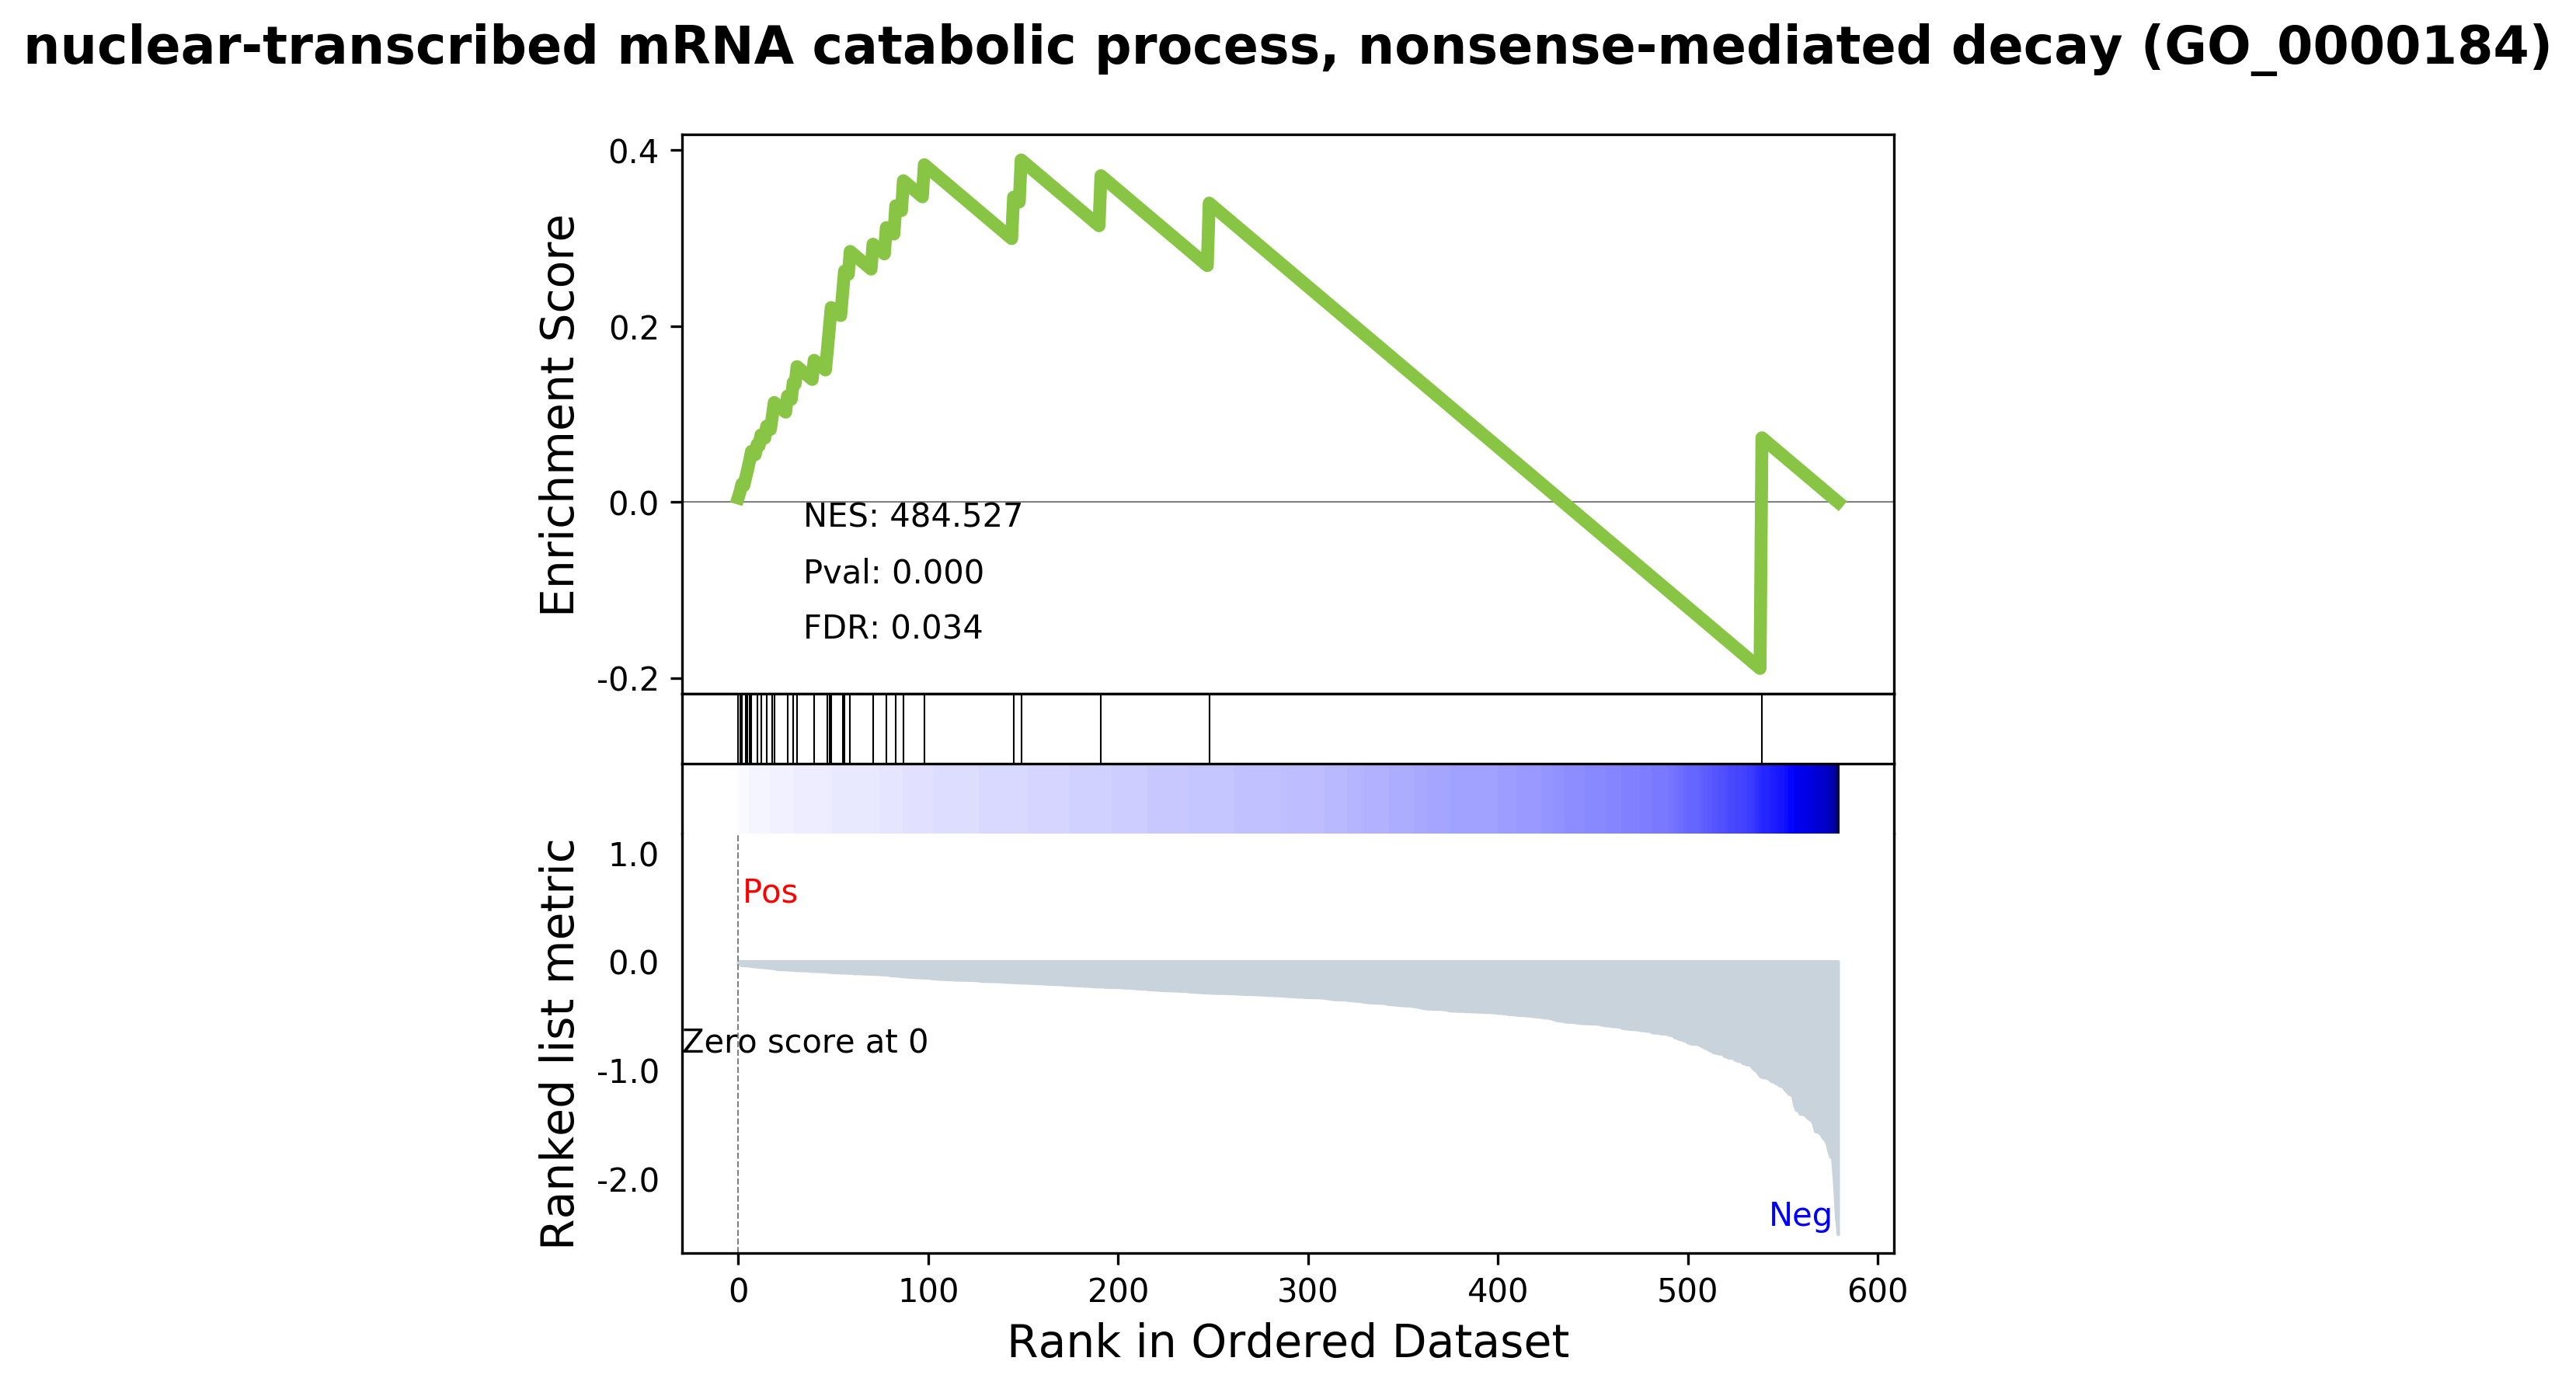 nuclear-transcribed mRNA catabolic process, nonsense-mediated decay (GO_0000184)
Enrichment Score
0.4
0.2
0.0
-0.2
NES: 484.527
Pval: 0.000
FDR: 0.034
Ranked list metric
1.0
0.0
-1.0
-2.0
Pos
Zero score at 0
Neg
0 100 200 300 400 500 600
Rank in Ordered Dataset